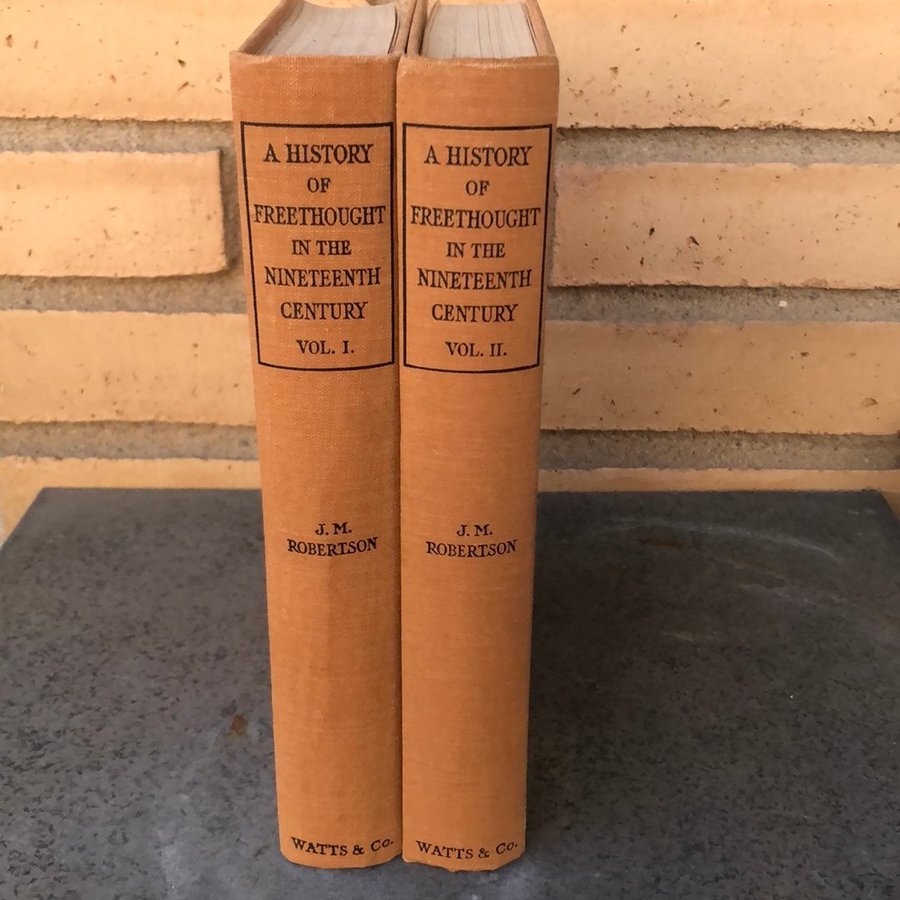 A HISTORY
OF
FREETHOUGHT
IN THE
NINETEENTH
CENTURY
VOL. I.
J. M.
ROBERTSON
WATTS & Co.
A HISTORY
OF
FREETHOUGHT
IN THE
NINETEENTH
CENTURY
VOL. II.
J. M.
ROBERTSON
WATTS & Co.